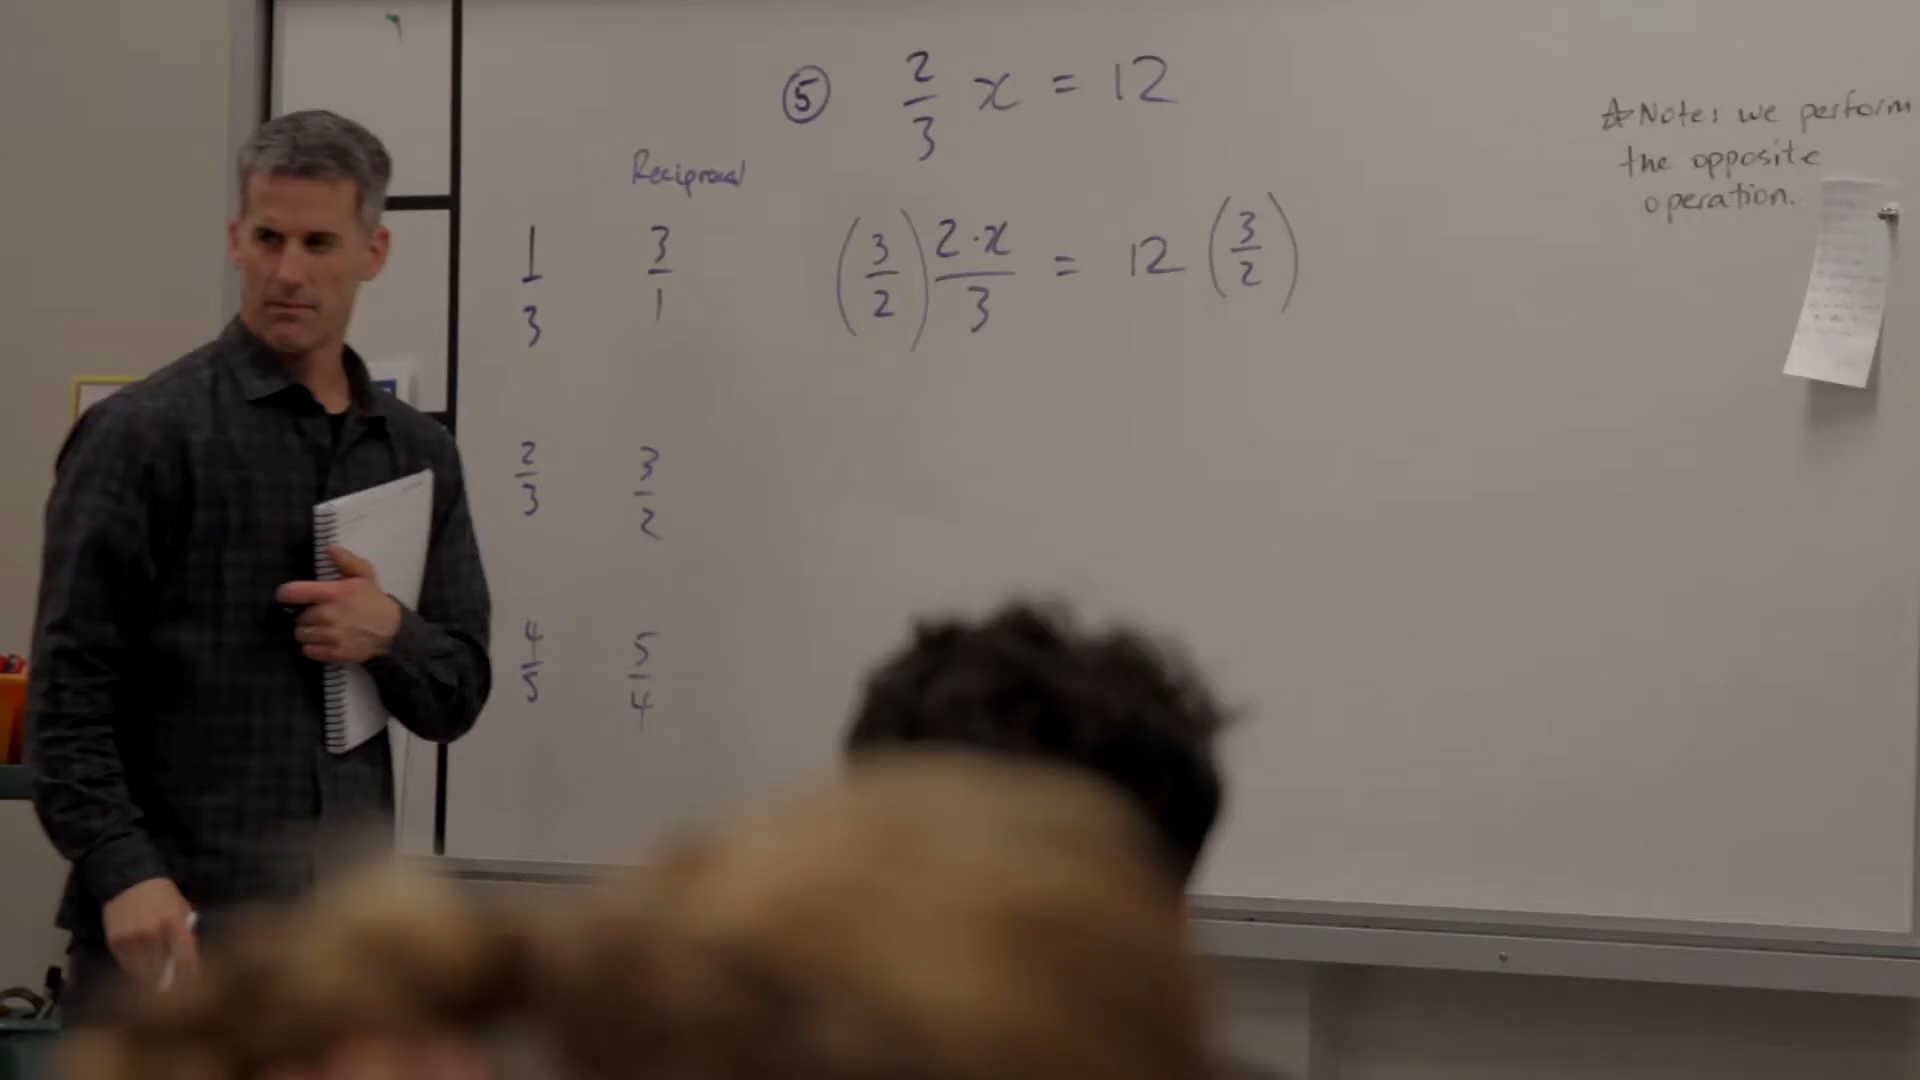 ⑤ 2/3 x = 12
☆ Note: we perform
the opposite
operation.
Reciprocal
1/3 3/1
(3/2) 2·x/3 = 12 (3/2)
2/3 3/2
4/5 5/4